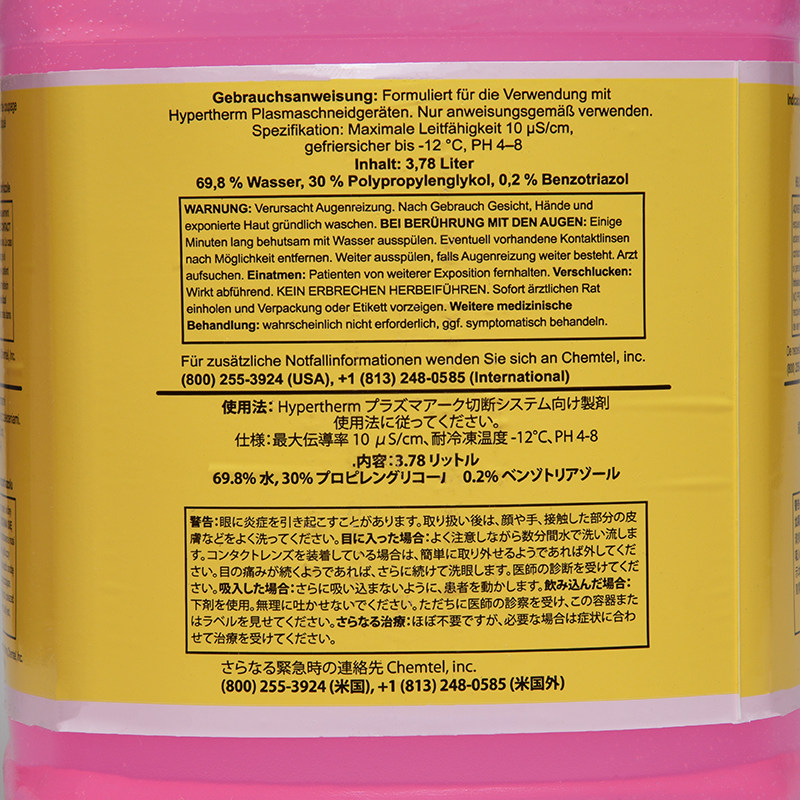 Gebrauchsanweisung: Formuliert für die Verwendung mit
Hypertherm Plasmaschneidgeräten. Nur anweisungsgemäß verwenden.
Spezifikation: Maximale Leitfähigkeit 10 µS/cm,
gefriersicher bis -12 °C, PH 4–8
Inhalt: 3,78 Liter
69,8 % Wasser, 30 % Polypropylenglykol, 0,2 % Benzotriazol
WARNUNG: Verursacht Augenreizung. Nach Gebrauch Gesicht, Hände und
exponierte Haut gründlich waschen. BEI BERÜHRUNG MIT DEN AUGEN: Einige
Minuten lang behutsam mit Wasser ausspülen. Eventuell vorhandene Kontaktlinsen
nach Möglichkeit entfernen. Weiter ausspülen, falls Augenreizung weiter besteht. Arzt
aufsuchen. Einatmen: Patienten von weiterer Exposition fernhalten. Verschlucken:
Wirkt abführend. KEIN ERBRECHEN HERBEIFÜHREN. Sofort ärztlichen Rat
einholen und Verpackung oder Etikett vorzeigen. Weitere medizinische
Behandlung: wahrscheinlich nicht erforderlich, ggf. symptomatisch behandeln.
Für zusätzliche Notfallinformationen wenden Sie sich an Chemtel, inc.
(800) 255-3924 (USA), +1 (813) 248-0585 (International)
使用法: Hypertherm プラズマアーク切断システム向け製剤
使用法に従ってください。
仕様：最大伝導率 10 μS/cm、耐冷凍温度 -12°C、PH 4-8
.内容：3.78 リットル
69.8% 水, 30% プロピレングリコール 0.2% ベンゾトリアゾール
警告：眼に炎症を引き起こすことがあります。取り扱い後は、顔や手、接触した部分の皮
膚などをよく洗ってください。目に入った場合：よく注意しながら数分間水で洗い流しま
す。コンタクトレンズを装着している場合は、簡単に取り外せるようであれば外してくだ
さい。目の痛みが続くようであれば、さらに続けて洗眼します。医師の診断を受けてくだ
さい。吸入した場合：さらに吸い込まないように、患者を動かします。飲み込んだ場合：
下剤を使用。無理に吐かせないでください。ただちに医師の診察を受け、この容器また
はラベルを見せてください。さらなる治療：ほぼ不要ですが、必要な場合は症状に合わ
せて治療を受けてください。
さらなる緊急時の連絡先 Chemtel, inc.
(800) 255-3924 (米国), +1 (813) 248-0585 (米国外)